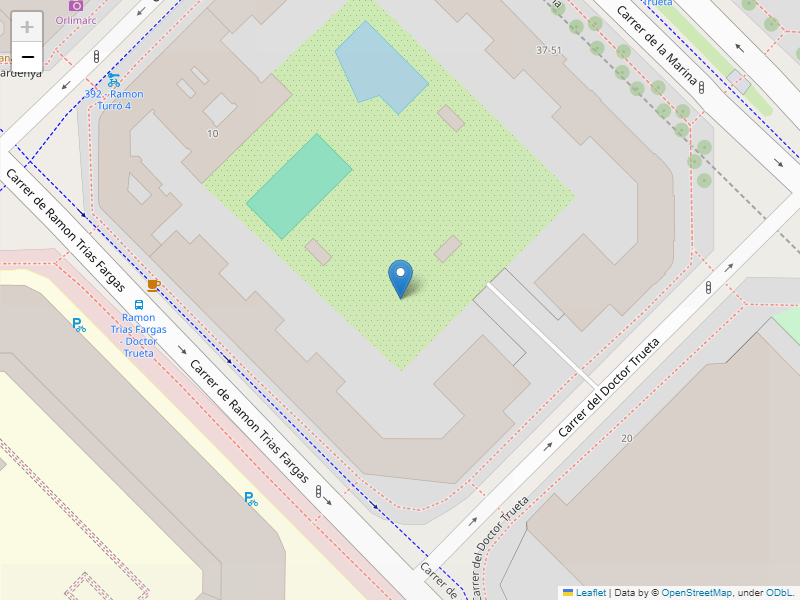 Orlimarc
Trueta
ardenya
392 - Ramon
Turró 4
37-51
Carrer de la Marina
10
Carrer de Ramon Trias Fargas
Ramon
Trias Fargas
- Doctor
Trueta
Carrer de Ramon Trias Fargas
Carrer del Doctor Trueta
20
Carrer del Doctor Trueta
Carrer de
+
−
Leaflet | Data by © OpenStreetMap, under ODbL.